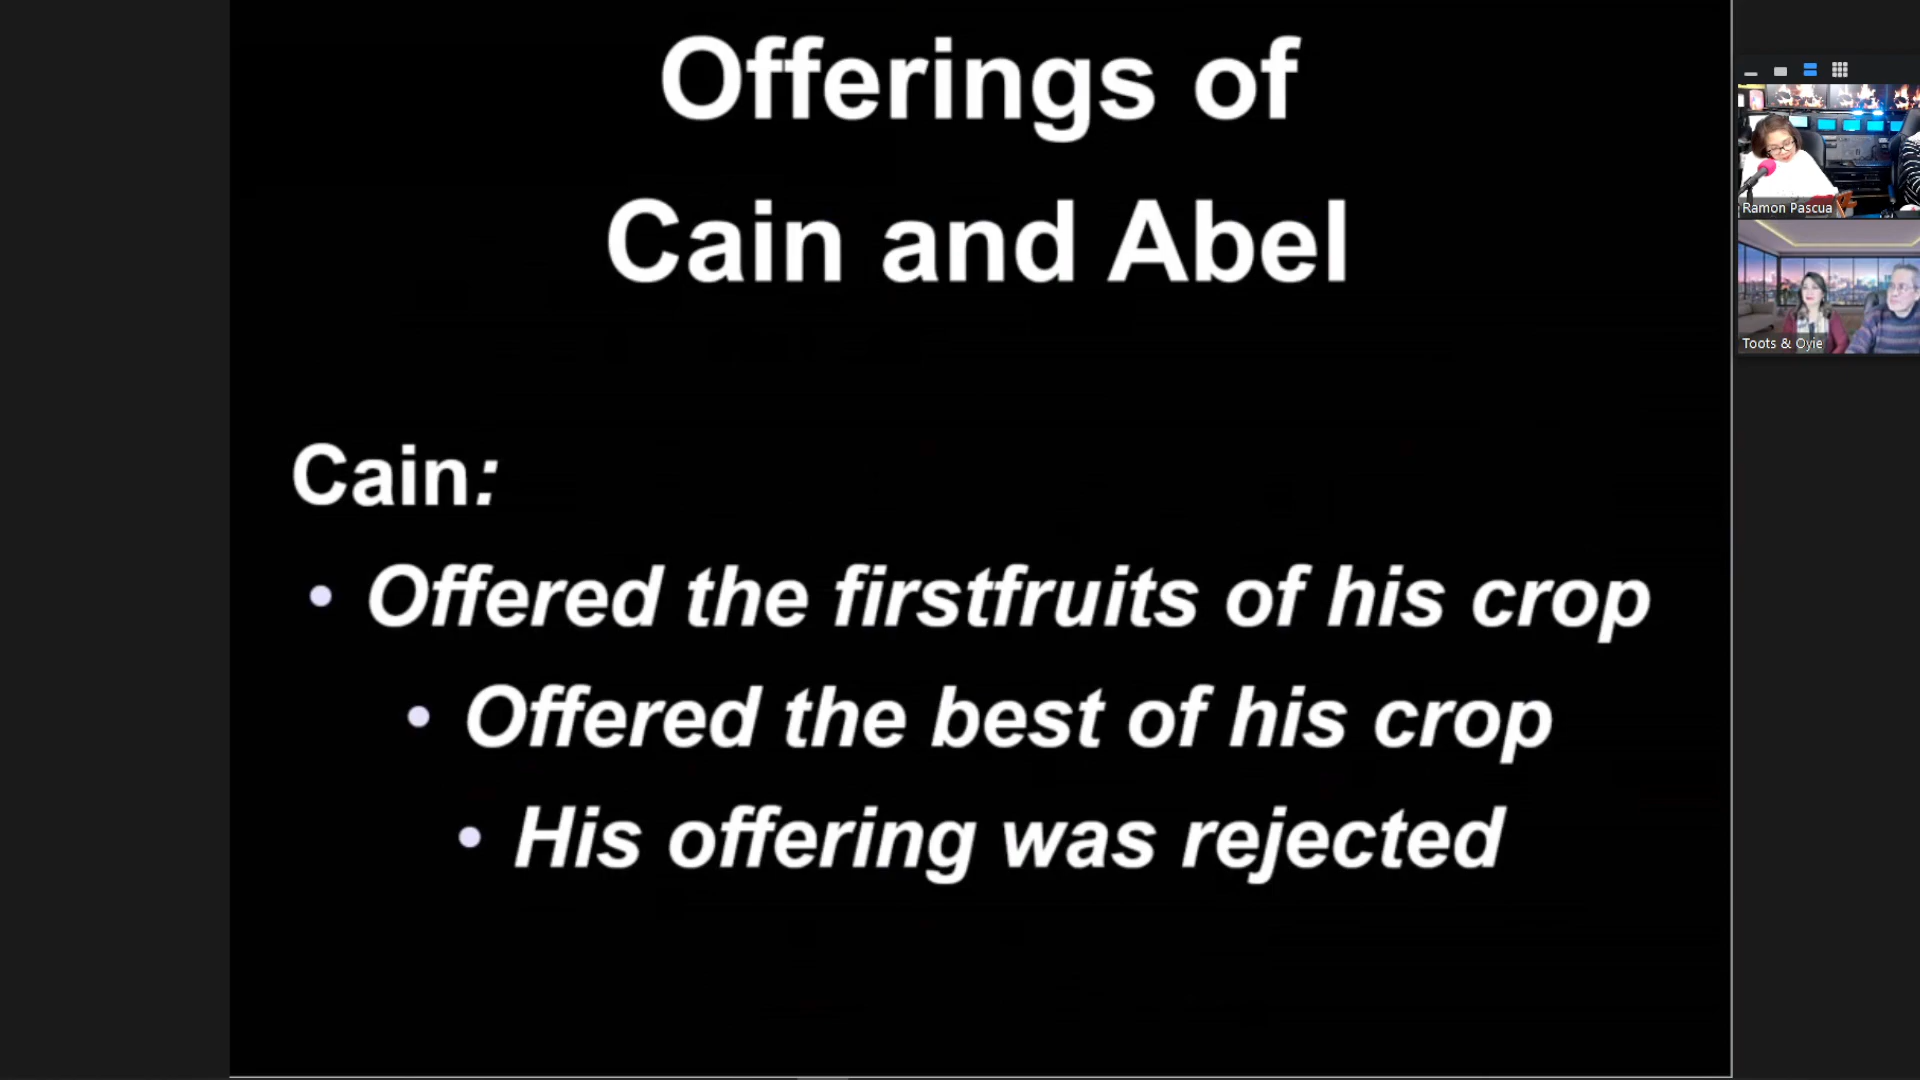 Offerings of
Cain and Abel
Cain:
• Offered the firstfruits of his crop
• Offered the best of his crop
• His offering was rejected
Ramon Pascua
Toots & Oyie